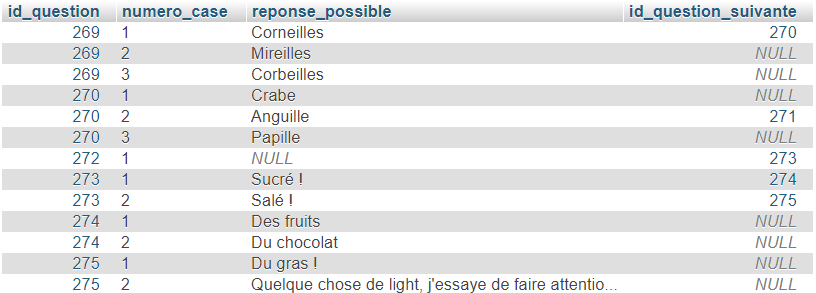 id_question numero_case reponse_possible id_question_suivante
269 1 Corneilles 270
269 2 Mireilles NULL
269 3 Corbeilles NULL
270 1 Crabe NULL
270 2 Anguille 271
270 3 Papille NULL
272 1 NULL 273
273 1 Sucré ! 274
273 2 Salé ! 275
274 1 Des fruits NULL
274 2 Du chocolat NULL
275 1 Du gras ! NULL
275 2 Quelque chose de light, j'essaye de faire attentio... NULL